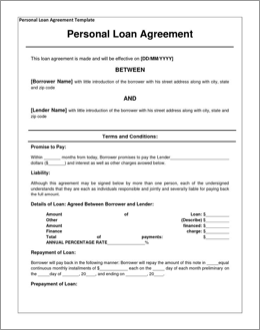 Personal Loan Agreement Template
Personal Loan Agreement
This loan agreement is made and will be effective on [DD/MM/YYYY]
BETWEEN
[Borrower Name] with little introduction of the borrower with his street address along with city, state
and zip code
AND
[Lender Name] with little introduction of the borrower with his street address along with city, state and zip
code
Terms and Conditions:
Promise to Pay:
Within ______ months from today, Borrower promises to pay the Lender____________________
dollars ($______) and interest as well as other charges avowed below.
Liability:
Although this agreement may be signed below by more than one person, each of the undersigned
understands that they are each as individuals responsible and jointly and severally liable for paying back
the full amount.
Details of Loan: Agreed Between Borrower and Lender:
Amount of Loan: $________
Other (Describe) $________
Amount financed: $________
Finance charge: $________
Total of payments: $________
ANNUAL PERCENTAGE RATE____________%
Repayment of Loan:
Borrower will pay back in the following manner: Borrower will repay the amount of this note in _____equal
continuous monthly instalments of $_________ each on the _____ day of each month preliminary on
the _____day of ________, 20____, and ending on ________, 20____.
Prepayment of Loan: